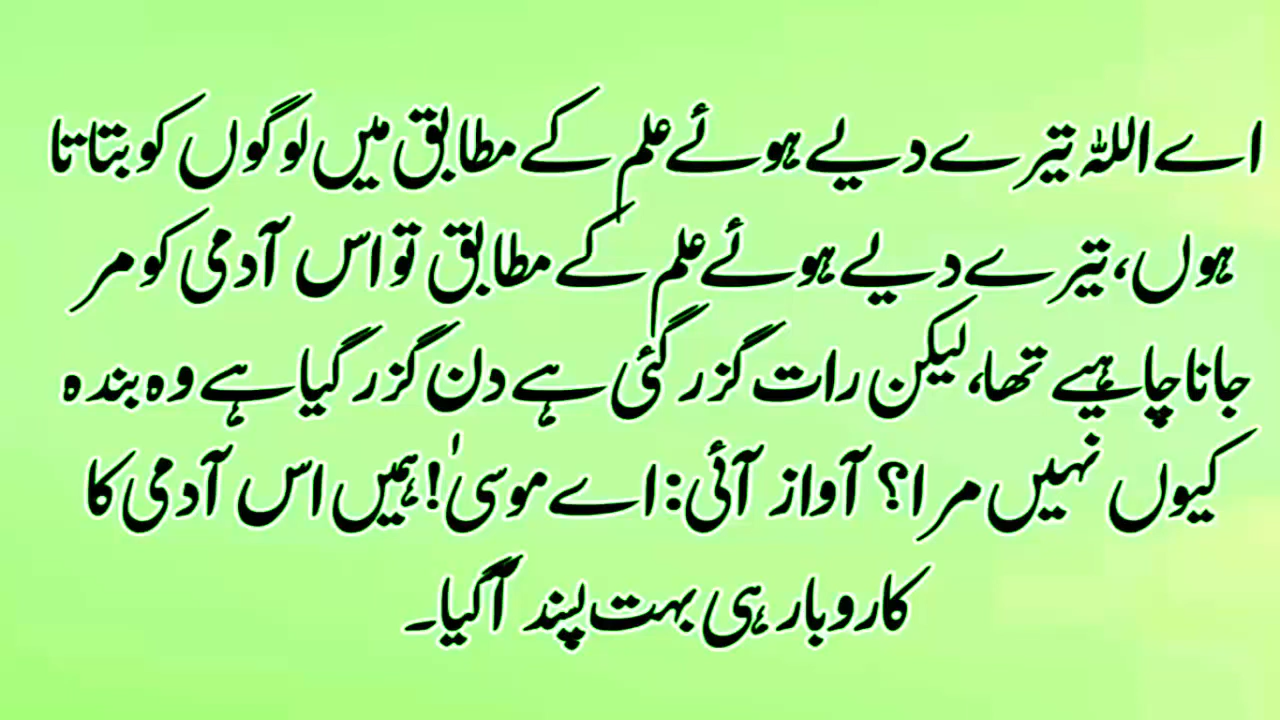 اے اللہ تیرے دیے ہوئے علم کے مطابق میں لوگوں کو بتاتا
ہوں، تیرے دیے ہوئے علم کے مطابق تو اس آدمی کو مر
جانا چاہیے تھا، لیکن رات گزر گئی ہے دن گزر گیا ہے وہ بندہ
کیوں نہیں مرا؟ آواز آئی: اے موسیٰ! ہمیں اس آدمی کا
کاروبار ہی بہت پسند آگیا۔